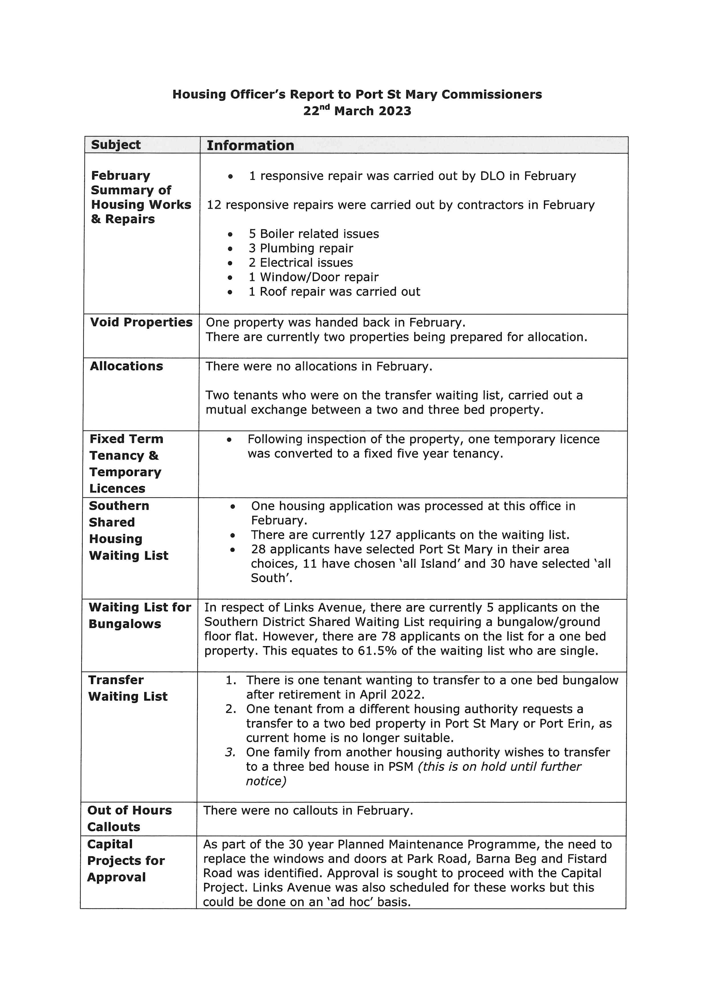 Housing Officer's Report to Port St Mary Commissioners
22nd March 2023
Subject
Information
February
Summary of
Housing Works
& Repairs
• 1 responsive repair was carried out by DLO in February
12 responsive repairs were carried out by contractors in February
• 5 Boiler related issues
• 3 Plumbing repair
• 2 Electrical issues
• 1 Window/Door repair
• 1 Roof repair was carried out
Void Properties
One property was handed back in February.
There are currently two properties being prepared for allocation.
Allocations
There were no allocations in February.
Two tenants who were on the transfer waiting list, carried out a
mutual exchange between a two and three bed property.
Fixed Term
Tenancy &
Temporary
Licences
• Following inspection of the property, one temporary licence
was converted to a fixed five year tenancy.
Southern
Shared
Housing
Waiting List
• One housing application was processed at this office in
February.
• There are currently 127 applicants on the waiting list.
• 28 applicants have selected Port St Mary in their area
choices, 11 have chosen ‘all Island’ and 30 have selected ‘all
South’.
Waiting List for
Bungalows
In respect of Links Avenue, there are currently 5 applicants on the
Southern District Shared Waiting List requiring a bungalow/ground
floor flat. However, there are 78 applicants on the list for a one bed
property. This equates to 61.5% of the waiting list who are single.
Transfer
Waiting List
1. There is one tenant wanting to transfer to a one bed bungalow
after retirement in April 2022.
2. One tenant from a different housing authority requests a
transfer to a two bed property in Port St Mary or Port Erin, as
current home is no longer suitable.
3. One family from another housing authority wishes to transfer
to a three bed house in PSM (this is on hold until further
notice)
Out of Hours
Callouts
There were no callouts in February.
Capital
Projects for
Approval
As part of the 30 year Planned Maintenance Programme, the need to
replace the windows and doors at Park Road, Barna Beg and Fistard
Road was identified. Approval is sought to proceed with the Capital
Project. Links Avenue was also scheduled for these works but this
could be done on an ‘ad hoc’ basis.